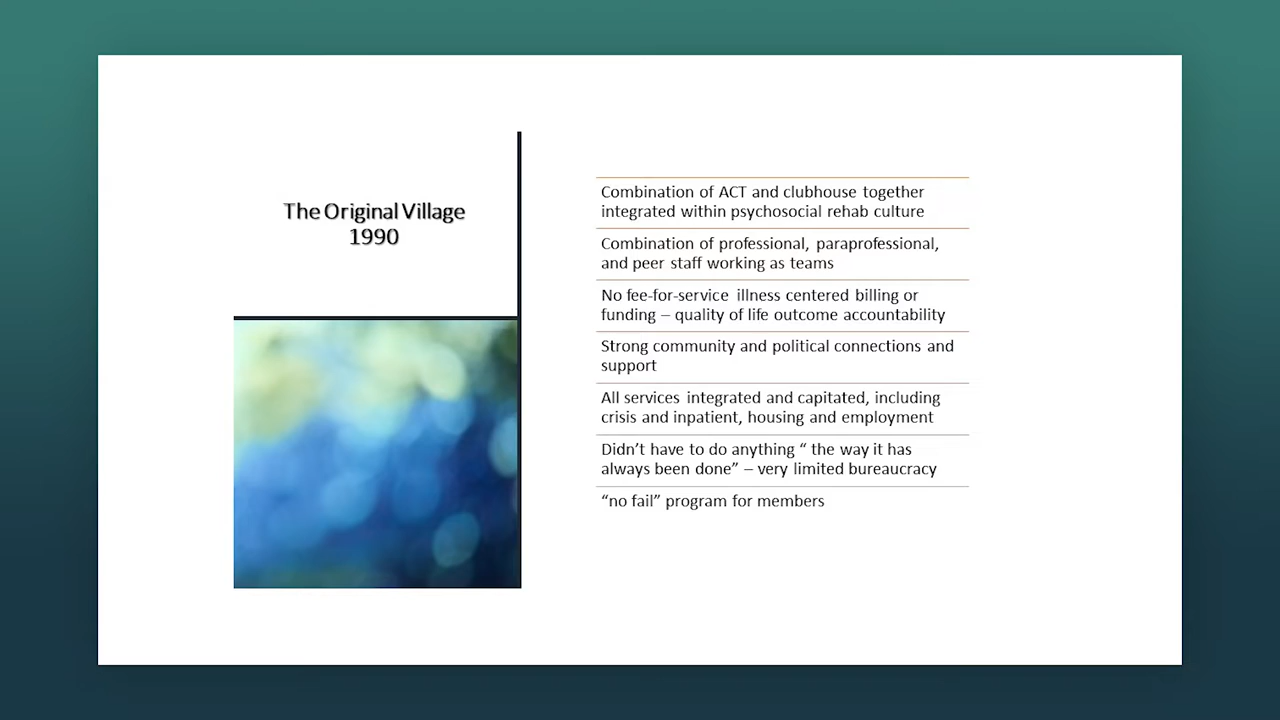 The Original Village
1990
Combination of ACT and clubhouse together
integrated within psychosocial rehab culture
Combination of professional, paraprofessional,
and peer staff working as teams
No fee-for-service illness centered billing or
funding – quality of life outcome accountability
Strong community and political connections and
support
All services integrated and capitated, including
crisis and inpatient, housing and employment
Didn’t have to do anything “ the way it has
always been done” – very limited bureaucracy
“no fail” program for members